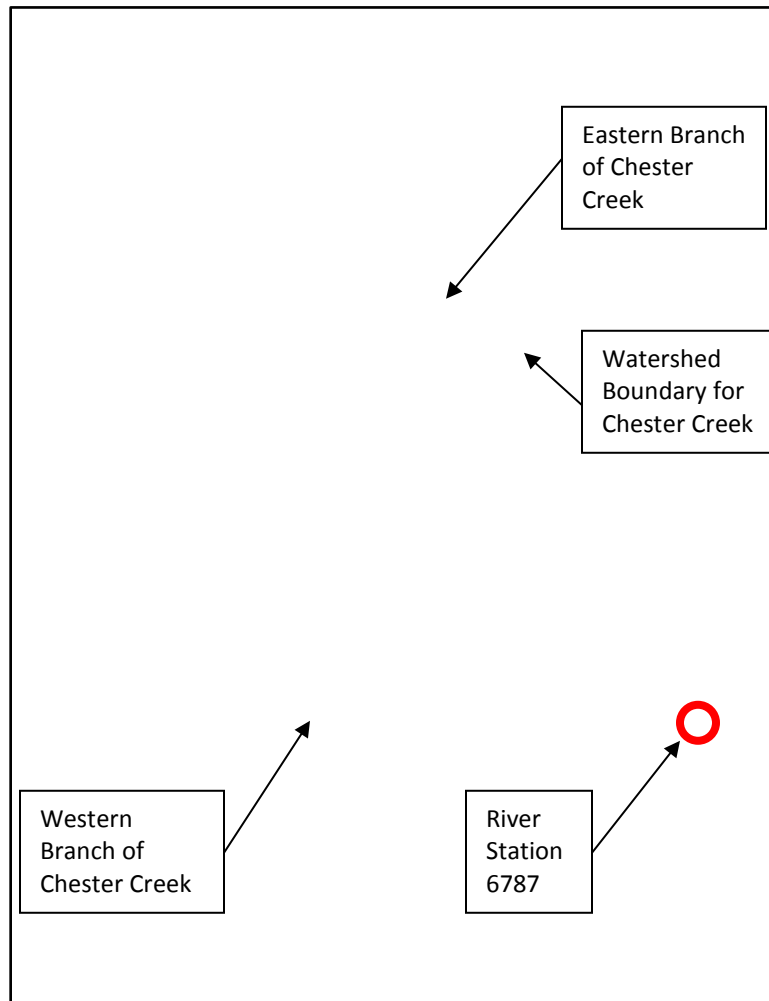 Eastern Branch
of Chester
Creek
Watershed
Boundary for
Chester Creek
Western
Branch of
Chester Creek
River
Station
6787